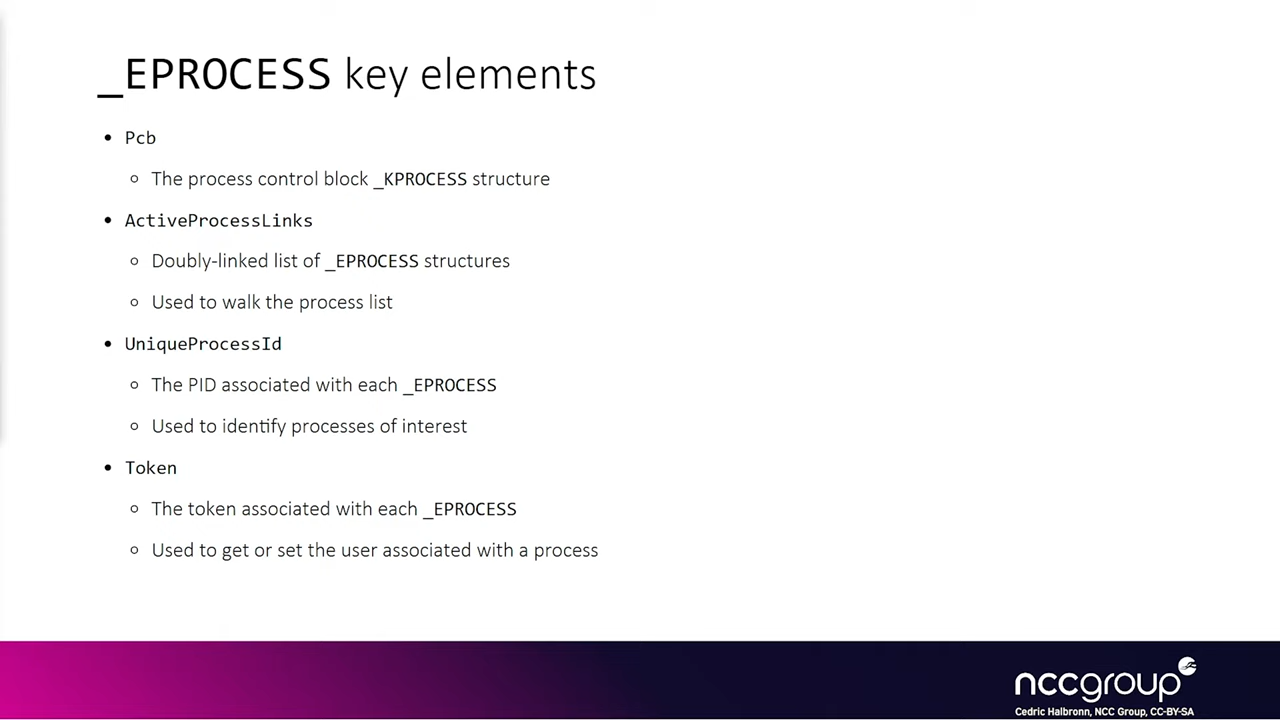 _EPROCESS key elements
• Pcb
◦ The process control block _KPROCESS structure
• ActiveProcessLinks
◦ Doubly-linked list of _EPROCESS structures
◦ Used to walk the process list
• UniqueProcessId
◦ The PID associated with each _EPROCESS
◦ Used to identify processes of interest
• Token
◦ The token associated with each _EPROCESS
◦ Used to get or set the user associated with a process
nccgroup
Cedric Halbronn, NCC Group, CC-BY-SA